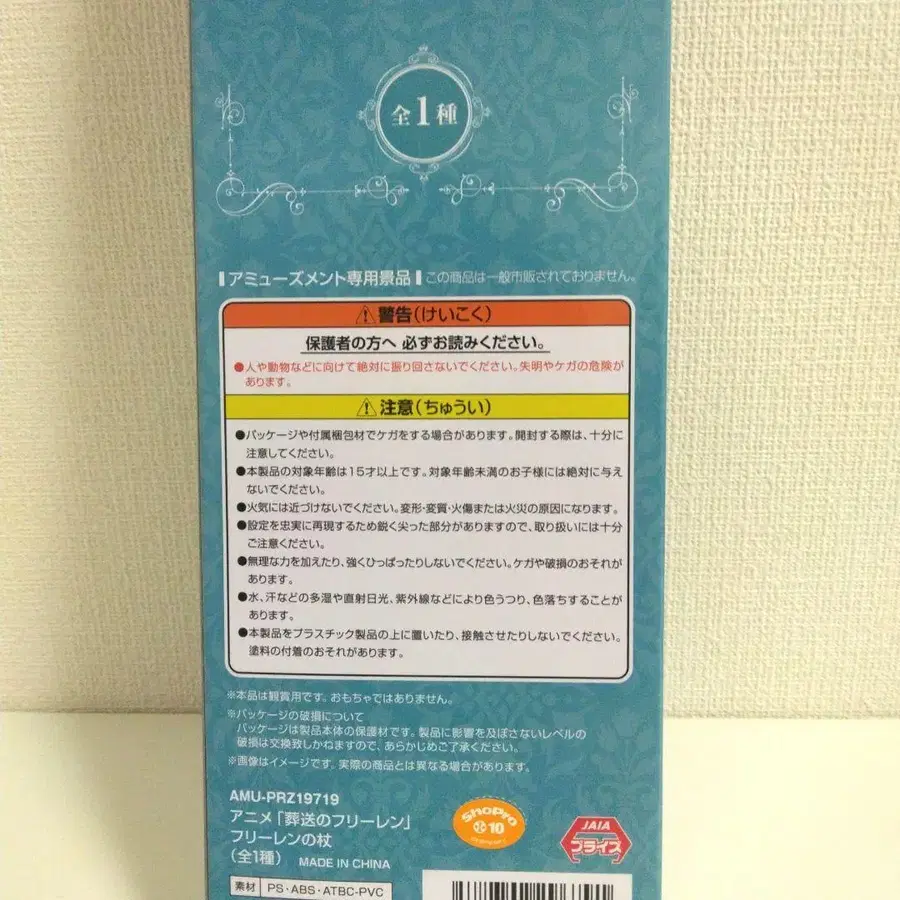 全1種
アミューズメント専用景品 この商品は一般市販されておりません。
⚠警告(けいこく)
保護者の方へ 必ずお読みください。
●人や動物などに向けて絶対に振り回さないでください。失明やケガの危険が
あります。
⚠注意(ちゅうい)
●パッケージや付属梱包材でケガをする場合があります。開封する際は、十分に
注意してください。
●本製品の対象年齢は15才以上です。対象年齢未満のお子様には絶対に与え
ないでください。
●火気には近づけないでください。変形・変質・火傷または火災の原因になります。
●設定を忠実に再現するため鋭く尖った部分がありますので、取り扱いには十分
ご注意ください。
●無理な力を加えたり、強くひっぱったりしないでください。ケガや破損のおそれが
あります。
●水、汗などの多湿や直射日光、紫外線などにより色うつり、色落ちすることが
あります。
●本製品をプラスチック製品の上に置いたり、接触させたりしないでください。
塗料の付着のおそれがあります。
※本品は観賞用です。おもちゃではありません。
※パッケージの破損について
パッケージは製品本体の保護材です。製品に影響を及ぼさないレベルの
破損は交換致しかねますので、あらかじめご了承ください。
※画像はイメージです。実際の商品とは異なる場合があります。
AMU-PRZ19719
アニメ「葬送のフリーレン」
フリーレンの杖
(全1種) MADE IN CHINA
ShoPro
10
JAIA
プライズ
素材 PS・ABS・ATBC-PVC